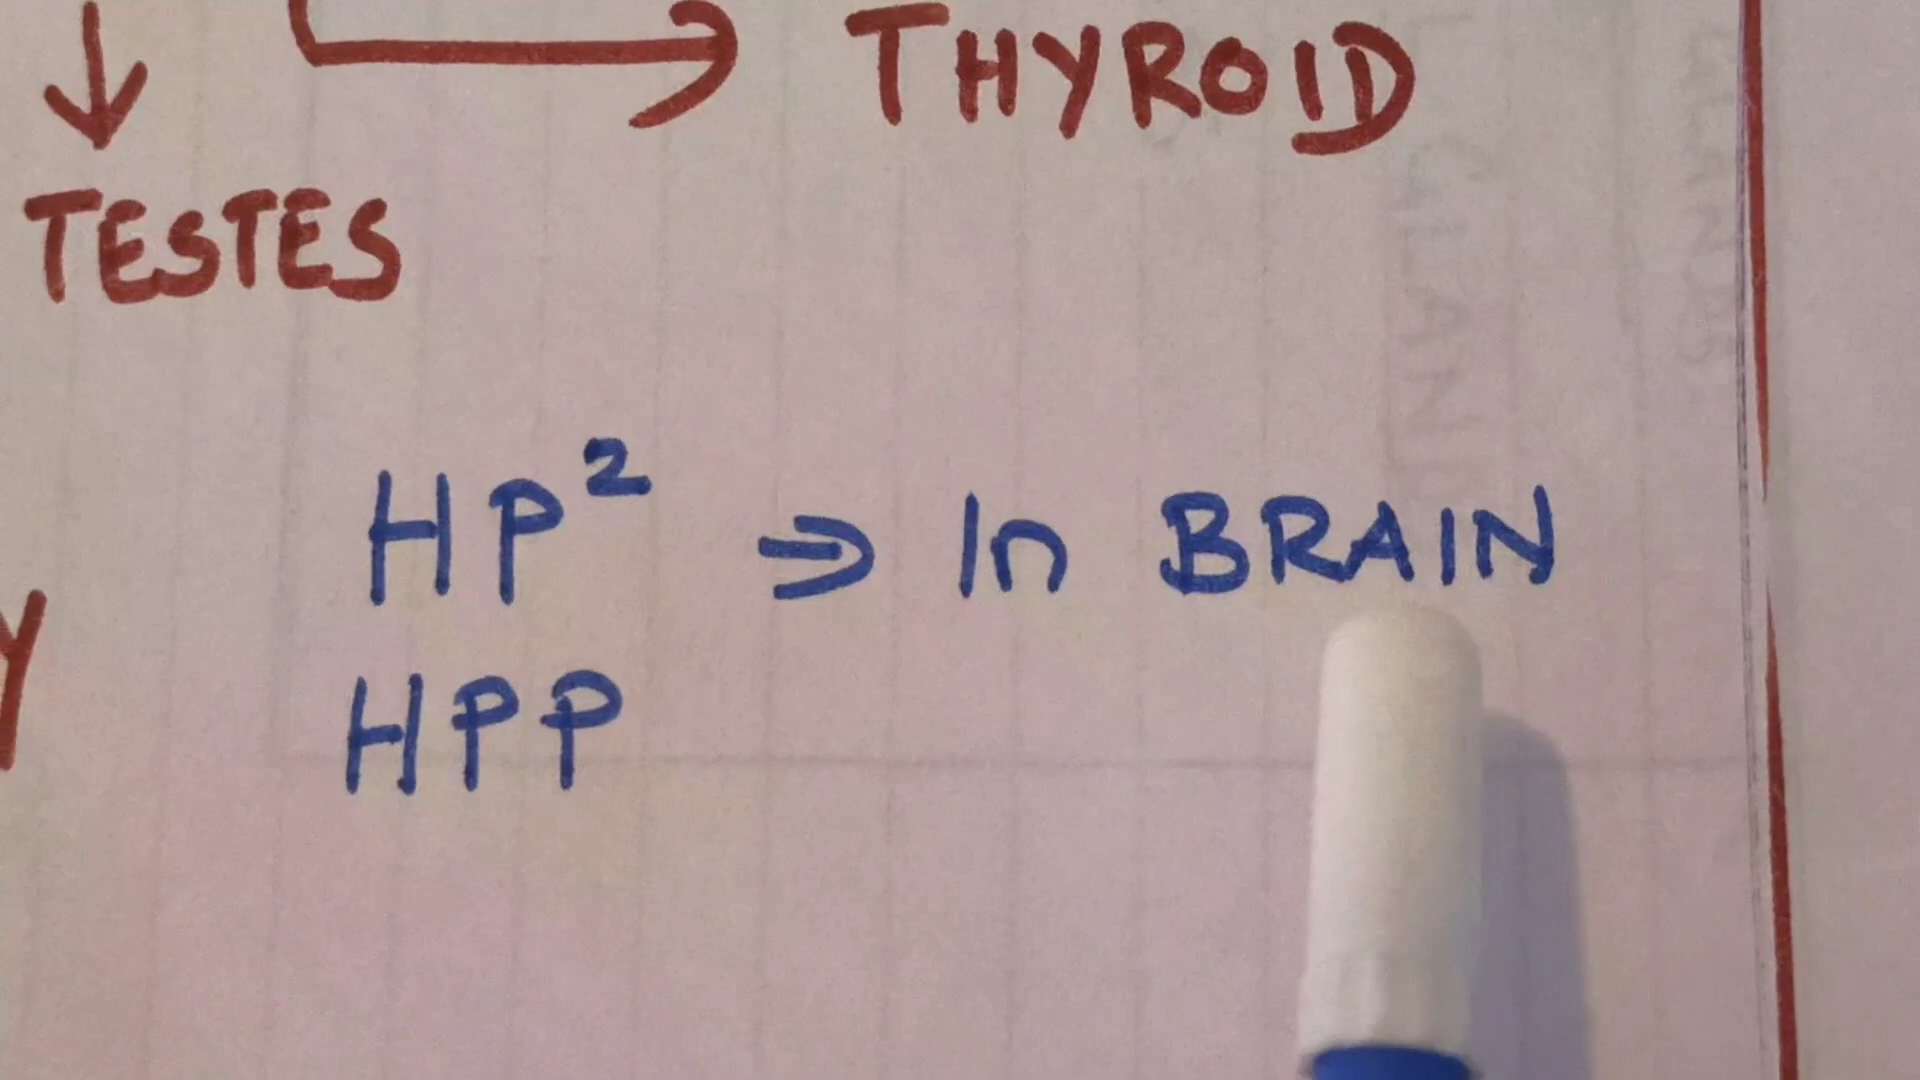 THYROID
TESTES
HP² ⇒ In BRAIN
Y
HPP